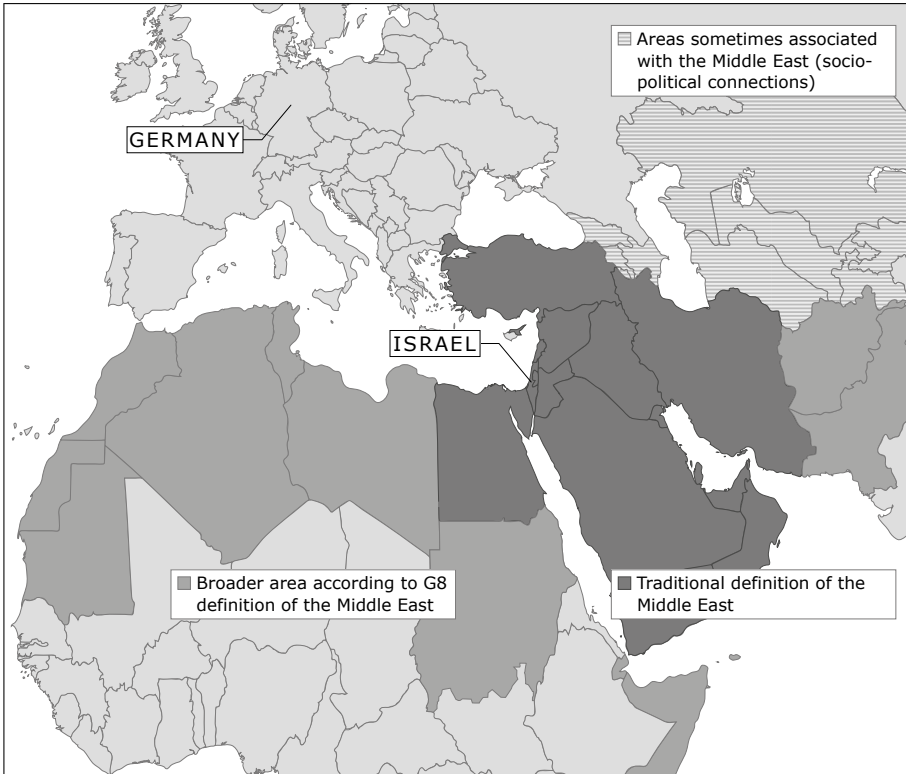 Areas sometimes associated
with the Middle East (socio-
political connections)
GERMANY
ISRAEL
Broader area according to G8
definition of the Middle East
Traditional definition of the
Middle East